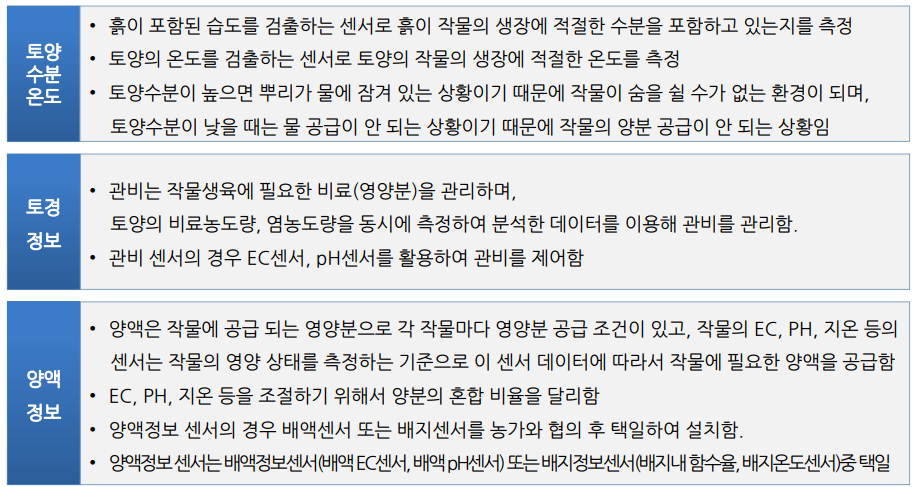 토양
수분
온도
• 흙이 포함된 습도를 검출하는 센서로 흙이 작물의 생장에 적절한 수분을 포함하고 있는지를 측정
• 토양의 온도를 검출하는 센서로 토양의 작물의 생장에 적절한 온도를 측정
• 토양수분이 높으면 뿌리가 물에 잠겨 있는 상황이기 때문에 작물이 숨을 쉴 수가 없는 환경이 되며,
토양수분이 낮을 때는 물 공급이 안 되는 상황이기 때문에 작물의 양분 공급이 안 되는 상황임
토경
정보
• 관비는 작물생육에 필요한 비료(영양분)을 관리하며,
토양의 비료농도량, 염농도량을 동시에 측정하여 분석한 데이터를 이용해 관비를 관리함.
• 관비 센서의 경우 EC센서, pH센서를 활용하여 관비를 제어함
양액
정보
• 양액은 작물에 공급 되는 영양분으로 각 작물마다 영양분 공급 조건이 있고, 작물의 EC, PH, 지온 등의
센서는 작물의 영양 상태를 측정하는 기준으로 이 센서 데이터에 따라서 작물에 필요한 양액을 공급함
• EC, PH, 지온 등을 조절하기 위해서 양분의 혼합 비율을 달리함
• 양액정보 센서의 경우 배액센서 또는 배지센서를 농가와 협의 후 택일하여 설치함.
• 양액정보 센서는 배액정보센서(배액 EC센서, 배액 pH센서) 또는 배지정보센서(배지내 함수율, 배지온도센서)중 택일